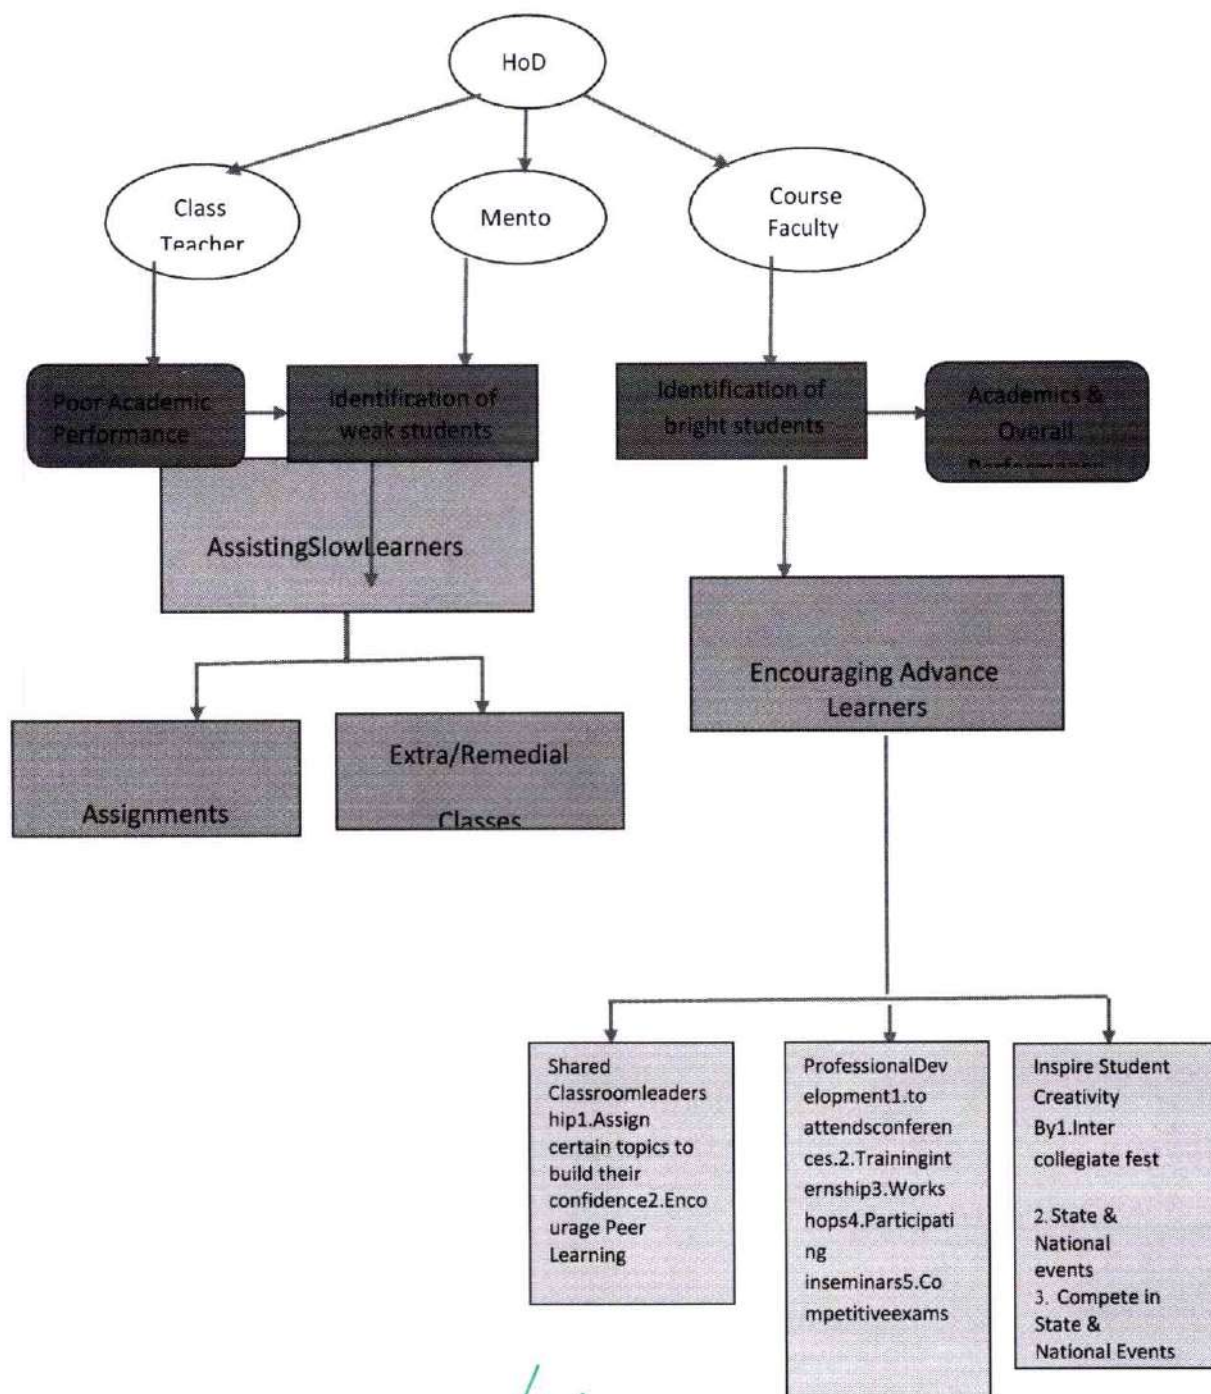 HoD
Class
Teacher
Mento
Course
Faculty
Poor Academic
Performance
Identification of
weak students
Identification of
bright students
Academics &
Overall
Performance
AssistingSlowLearners
Encouraging Advance
Learners
Assignments
Extra/Remedial
Classes
Shared
Classroomleaders
hip1.Assign
certain topics to
build their
confidence2.Enco
urage Peer
Learning
ProfessionalDev
elopment1.to
attendsconferen
ces.2.Trainingint
ernship3.Works
hops4.Participati
ng
inseminars5.Co
mpetitiveexams
Inspire Student
Creativity
By1.Inter
collegiate fest
2. State &
National
events
3. Compete in
State &
National Events